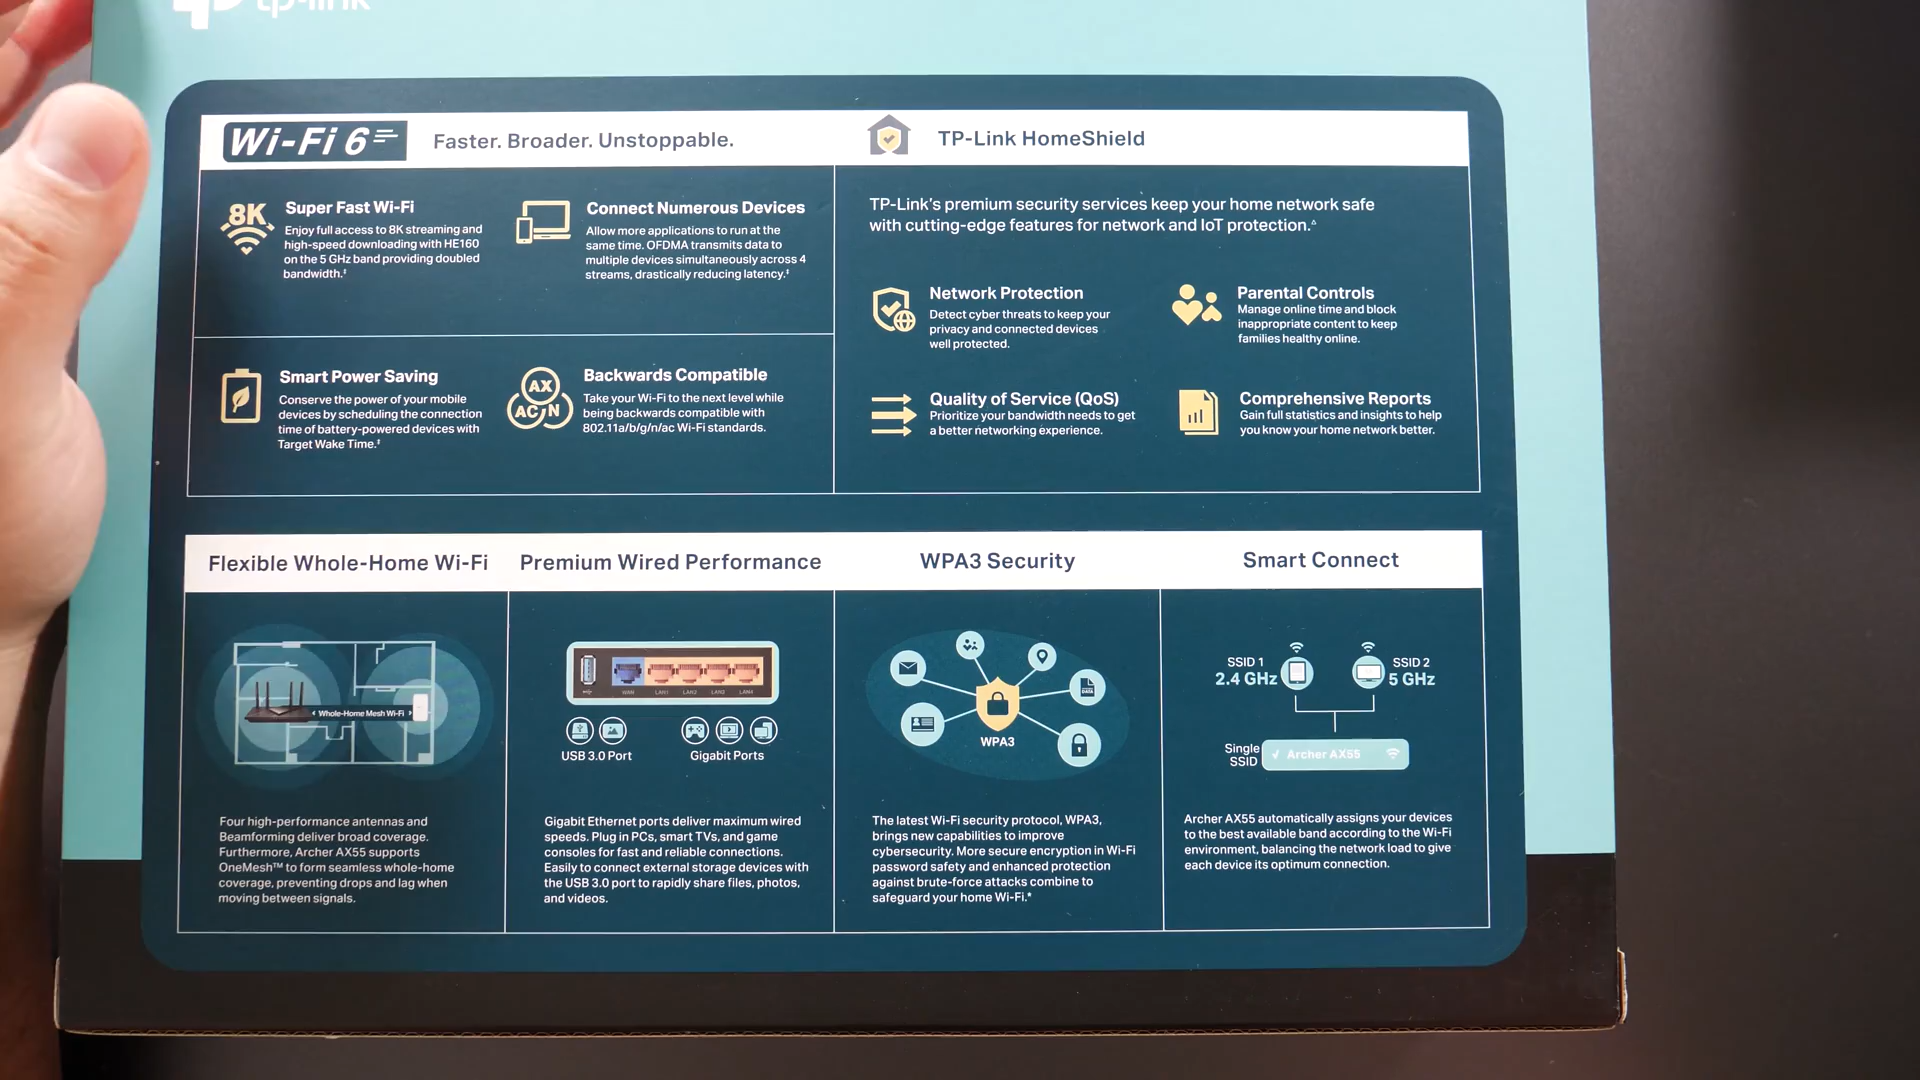 tp-link
Wi-Fi 6
Faster. Broader. Unstoppable.
TP-Link HomeShield
8K
Super Fast Wi-Fi
Enjoy full access to 8K streaming and
high-speed downloading with HE160
on the 5 GHz band providing doubled
bandwidth.‡
Connect Numerous Devices
Allow more applications to run at the
same time. OFDMA transmits data to
multiple devices simultaneously across 4
streams, drastically reducing latency.‡
Smart Power Saving
Conserve the power of your mobile
devices by scheduling the connection
time of battery-powered devices with
Target Wake Time.‡
AX
AC N
Backwards Compatible
Take your Wi-Fi to the next level while
being backwards compatible with
802.11a/b/g/n/ac Wi-Fi standards.
TP-Link's premium security services keep your home network safe
with cutting-edge features for network and IoT protection.△
Network Protection
Detect cyber threats to keep your
privacy and connected devices
well protected.
Parental Controls
Manage online time and block
inappropriate content to keep
families healthy online.
Quality of Service (QoS)
Prioritize your bandwidth needs to get
a better networking experience.
Comprehensive Reports
Gain full statistics and insights to help
you know your home network better.
Flexible Whole-Home Wi-Fi
Whole-Home Mesh Wi-Fi
Four high-performance antennas and
Beamforming deliver broad coverage.
Furthermore, Archer AX55 supports
OneMesh™ to form seamless whole-home
coverage, preventing drops and lag when
moving between signals.
Premium Wired Performance
WAN LAN1 LAN2 LAN3 LAN4
USB 3.0 Port
Gigabit Ports
Gigabit Ethernet ports deliver maximum wired
speeds. Plug in PCs, smart TVs, and game
consoles for fast and reliable connections.
Easily to connect external storage devices with
the USB 3.0 port to rapidly share files, photos,
and videos.
WPA3 Security
DATA
WPA3
The latest Wi-Fi security protocol, WPA3,
brings new capabilities to improve
cybersecurity. More secure encryption in Wi-Fi
password safety and enhanced protection
against brute-force attacks combine to
safeguard your home Wi-Fi.*
Smart Connect
SSID 1
2.4 GHz
SSID 2
5 GHz
Single
SSID
Archer AX55
Archer AX55 automatically assigns your devices
to the best available band according to the Wi-Fi
environment, balancing the network load to give
each device its optimum connection.